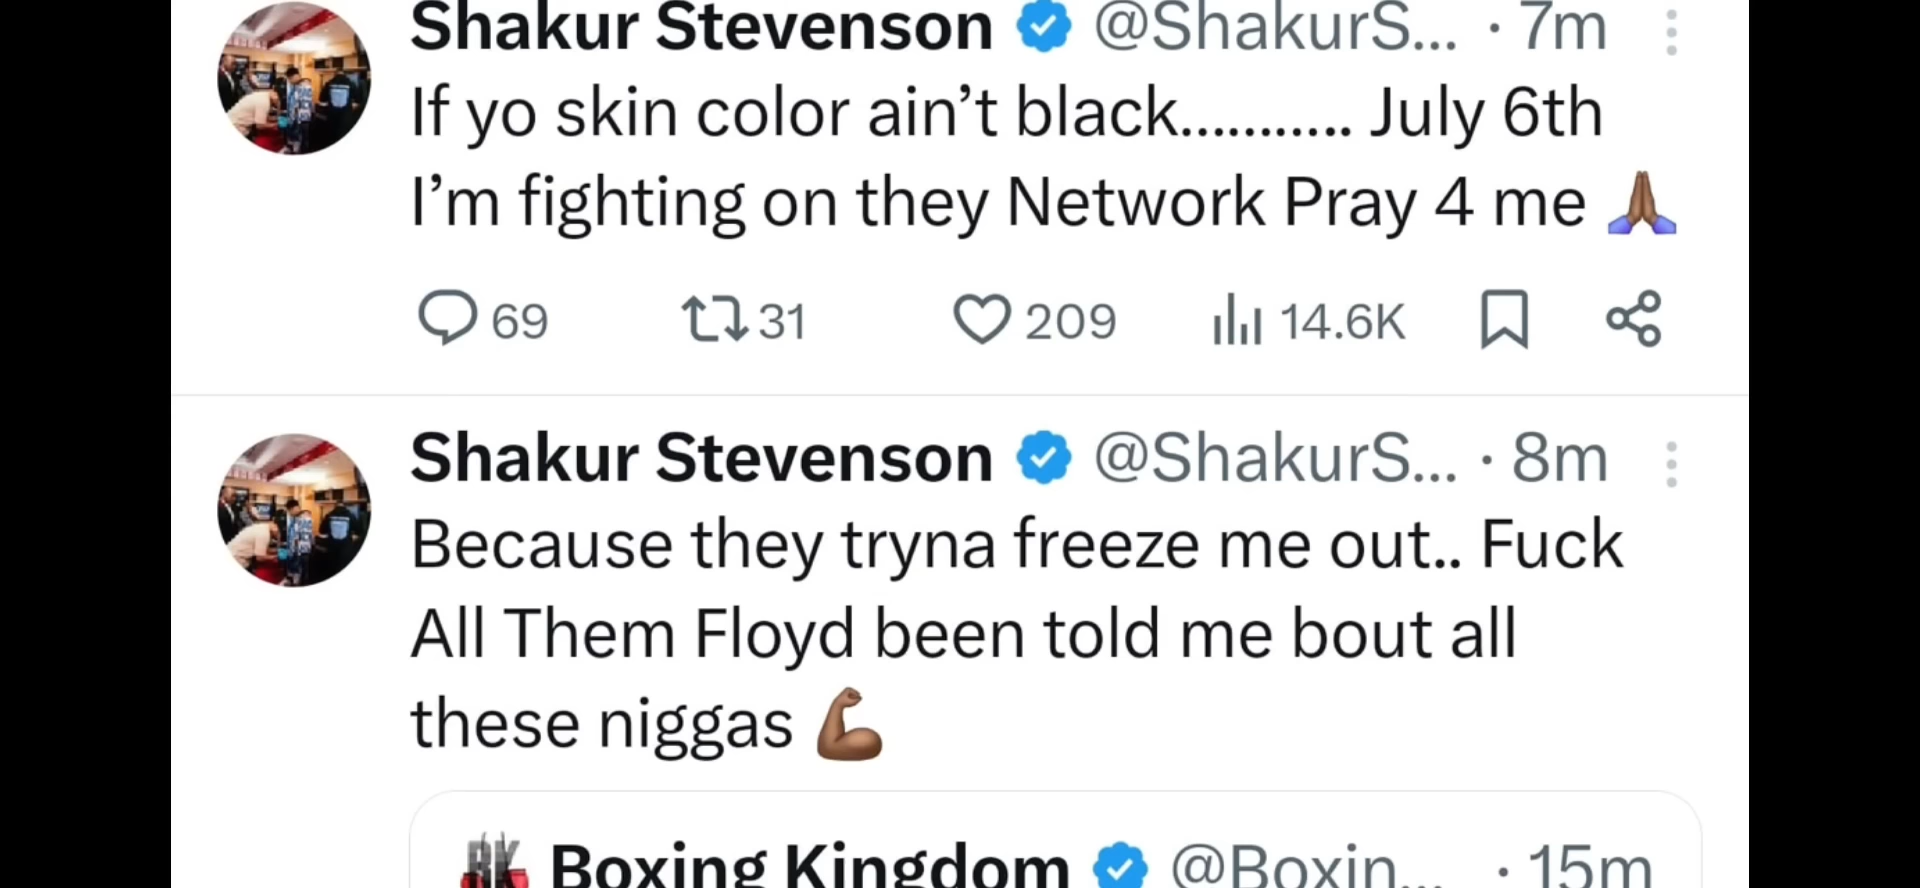 Shakur Stevenson @ShakurS... · 7m
If yo skin color ain’t black........... July 6th
I’m fighting on they Network Pray 4 me 🙏🏾
69 31 209 14.6K
Shakur Stevenson @ShakurS... · 8m
Because they tryna freeze me out.. Fuck
All Them Floyd been told me bout all
these niggas 💪🏾
BK Boxing Kingdom @Boxin... · 15m